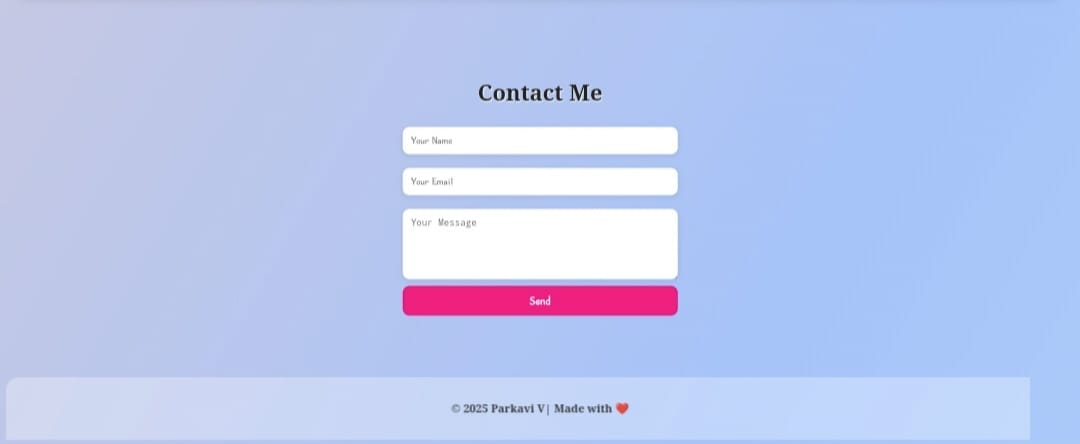 Contact Me
Your Name
Your Email
Your Message
Send
© 2025 Parkavi V| Made with ❤️